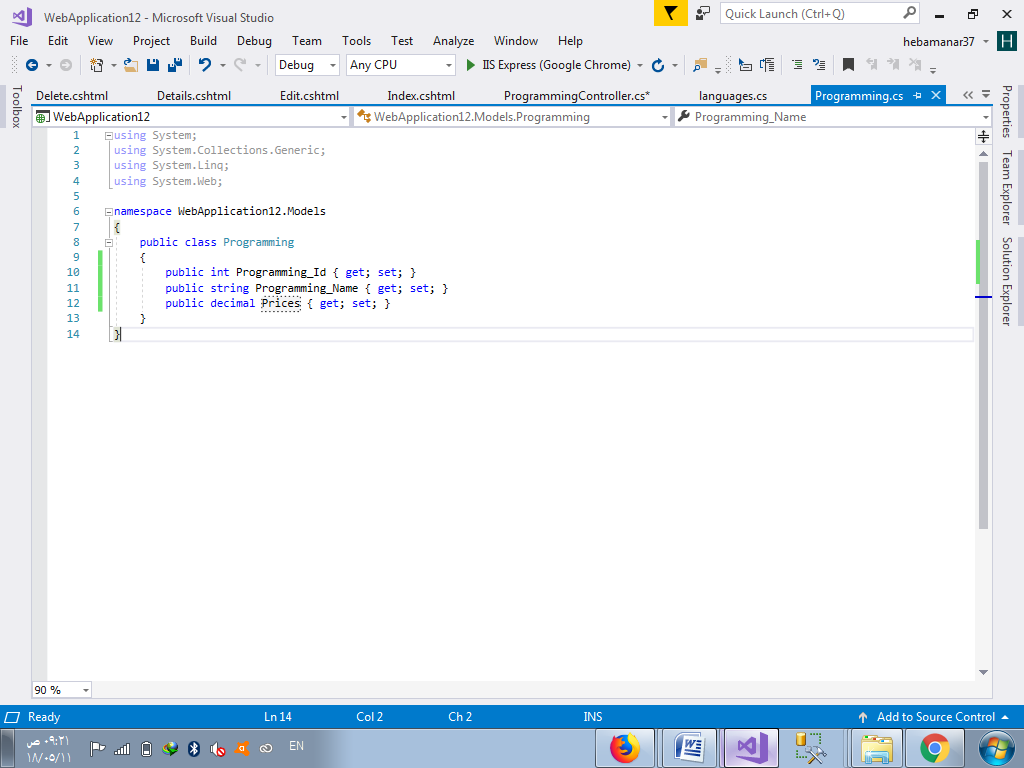 WebApplication12 - Microsoft Visual Studio
Quick Launch (Ctrl+Q)
File Edit View Project Build Debug Team Tools Test Analyze Window Help
hebamanar37 H
Debug Any CPU IIS Express (Google Chrome)
Toolbox
Delete.cshtml Details.cshtml Edit.cshtml Index.cshtml ProgrammingController.cs* languages.cs Programming.cs
WebApplication12 WebApplication12.Models.Programming Programming_Name
1 using System;
2 using System.Collections.Generic;
3 using System.Linq;
4 using System.Web;
5
6 namespace WebApplication12.Models
7 {
8 public class Programming
9 {
10 public int Programming_Id { get; set; }
11 public string Programming_Name { get; set; }
12 public decimal Prices { get; set; }
13 }
14 }
Properties
Team Explorer
Solution Explorer
90 %
Ready Ln 14 Col 2 Ch 2 INS Add to Source Control
٠٩:٢١ ص
١٨/٠٥/١١
EN